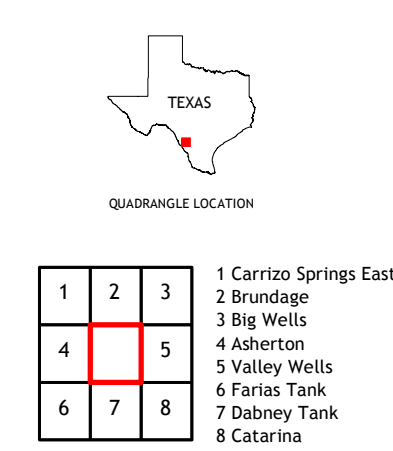 TEXAS
QUADRANGLE LOCATION
1 2 3
4 5
6 7 8
1 Carrizo Springs East
2 Brundage
3 Big Wells
4 Asherton
5 Valley Wells
6 Farias Tank
7 Dabney Tank
8 Catarina